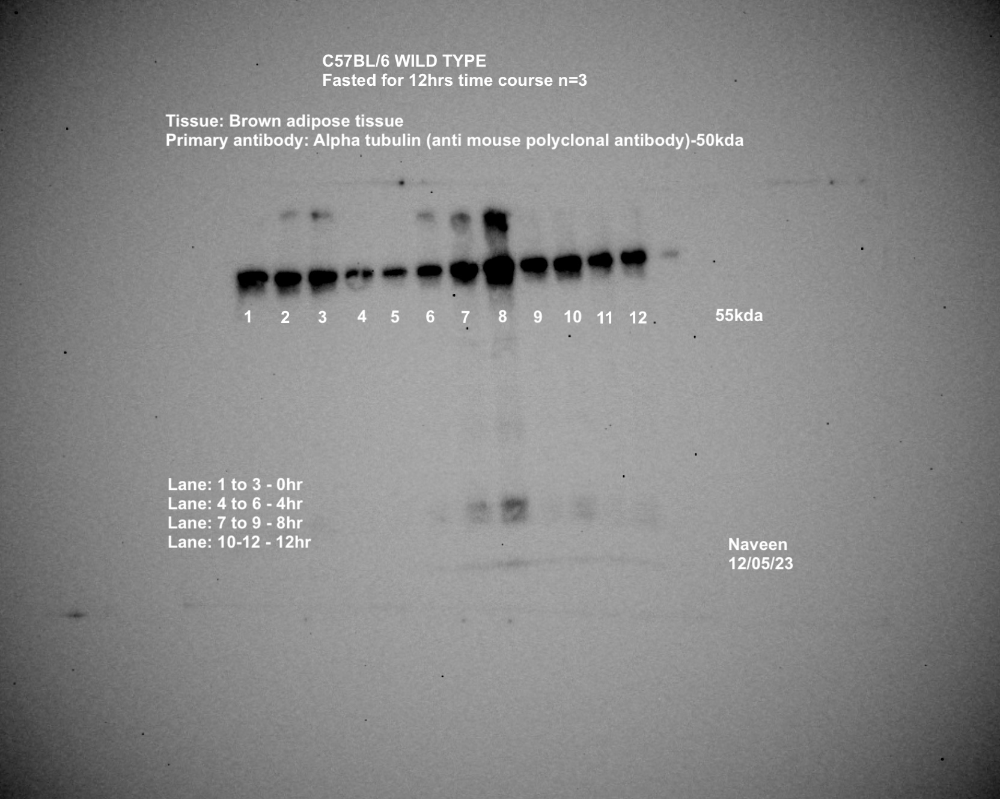 C57BL/6 WILD TYPE
Fasted for 12hrs time course n=3
Tissue: Brown adipose tissue
Primary antibody: Alpha tubulin (anti mouse polyclonal antibody)-50kda
1 2 3 4 5 6 7 8 9 10 11 12 55kda
Lane: 1 to 3 - 0hr
Lane: 4 to 6 - 4hr
Lane: 7 to 9 - 8hr
Lane: 10-12 - 12hr
Naveen
12/05/23